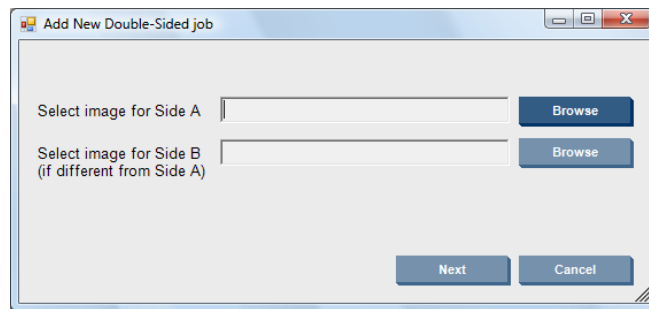 Add New Double-Sided job
Select image for Side A
Browse
Select image for Side B
(if different from Side A)
Browse
Next
Cancel